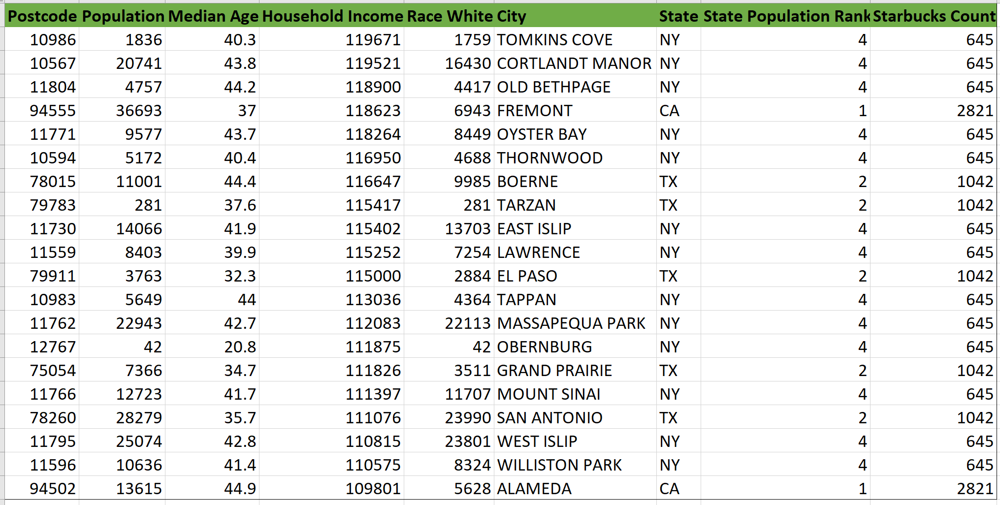 Postcode Population Median Age Household Income Race White City State State Population Rank Starbucks Count
10986 1836 40.3 119671 1759 TOMKINS COVE NY 4 645
10567 20741 43.8 119521 16430 CORTLANDT MANOR NY 4 645
11804 4757 44.2 118900 4417 OLD BETHPAGE NY 4 645
94555 36693 37 118623 6943 FREMONT CA 1 2821
11771 9577 43.7 118264 8449 OYSTER BAY NY 4 645
10594 5172 40.4 116950 4688 THORNWOOD NY 4 645
78015 11001 44.4 116647 9985 BOERNE TX 2 1042
79783 281 37.6 115417 281 TARZAN TX 2 1042
11730 14066 41.9 115402 13703 EAST ISLIP NY 4 645
11559 8403 39.9 115252 7254 LAWRENCE NY 4 645
79911 3763 32.3 115000 2884 EL PASO TX 2 1042
10983 5649 44 113036 4364 TAPPAN NY 4 645
11762 22943 42.7 112083 22113 MASSAPEQUA PARK NY 4 645
12767 42 20.8 111875 42 OBERNBURG NY 4 645
75054 7366 34.7 111826 3511 GRAND PRAIRIE TX 2 1042
11766 12723 41.7 111397 11707 MOUNT SINAI NY 4 645
78260 28279 35.7 111076 23990 SAN ANTONIO TX 2 1042
11795 25074 42.8 110815 23801 WEST ISLIP NY 4 645
11596 10636 41.4 110575 8324 WILLISTON PARK NY 4 645
94502 13615 44.9 109801 5628 ALAMEDA CA 1 2821